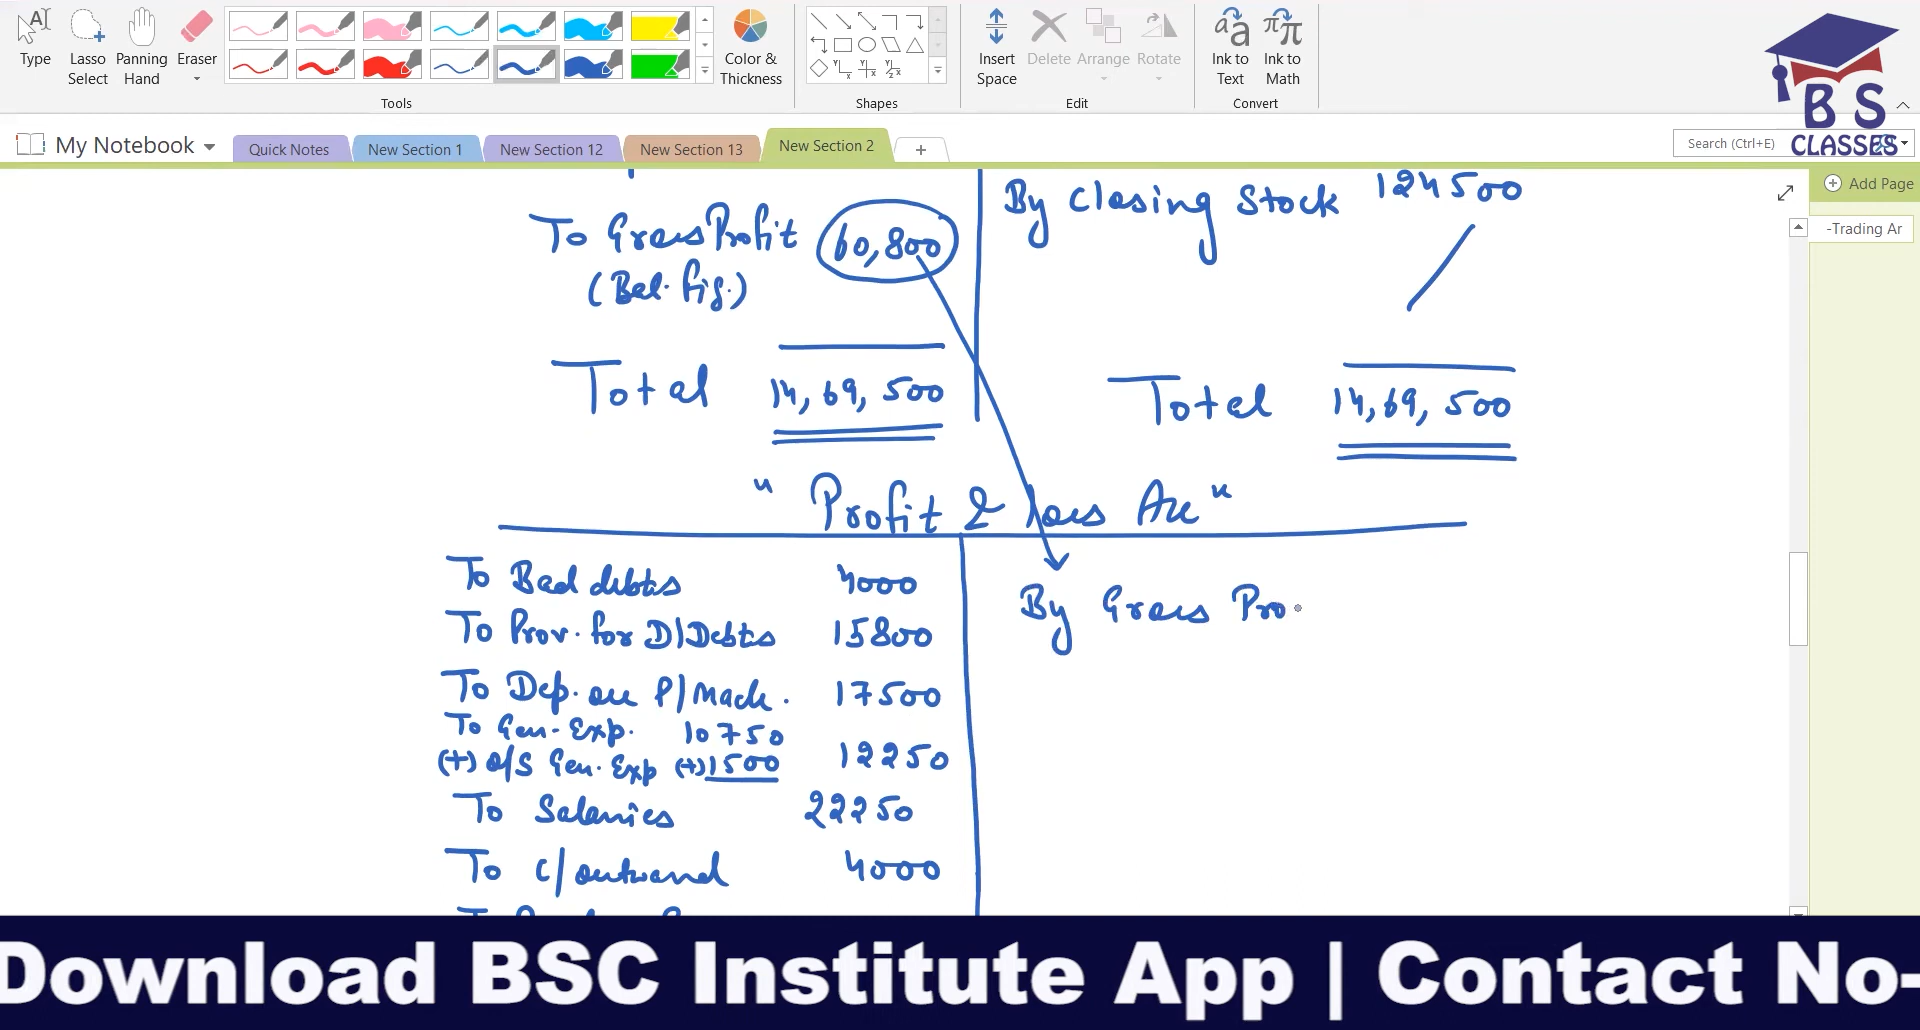 Type
Lasso Select
Panning Hand
Eraser
Color & Thickness
Insert Space
Delete
Arrange
Rotate
Ink to Text
Ink to Math
Tools
Shapes
Edit
Convert
BS
CLASSES
My Notebook
Quick Notes
New Section 1
New Section 12
New Section 13
New Section 2
+
Search (Ctrl+E)
Add Page
-Trading Ar
To Gross Profit 60,800
(Bal. fig.)
By Closing Stock 124500
Total 14,69,500
Total 14,69,500
" Profit & loss A/c "
To Bad debts 4000
To Prov. for D/Debts 15800
To Dep. on P/Mach. 17500
To Gen. Exp. 10750
(+) O/S Gen. Exp (+) 1500 12250
To Salaries 22250
To C/outward 4000
By Gross Pro
Download BSC Institute App | Contact No-